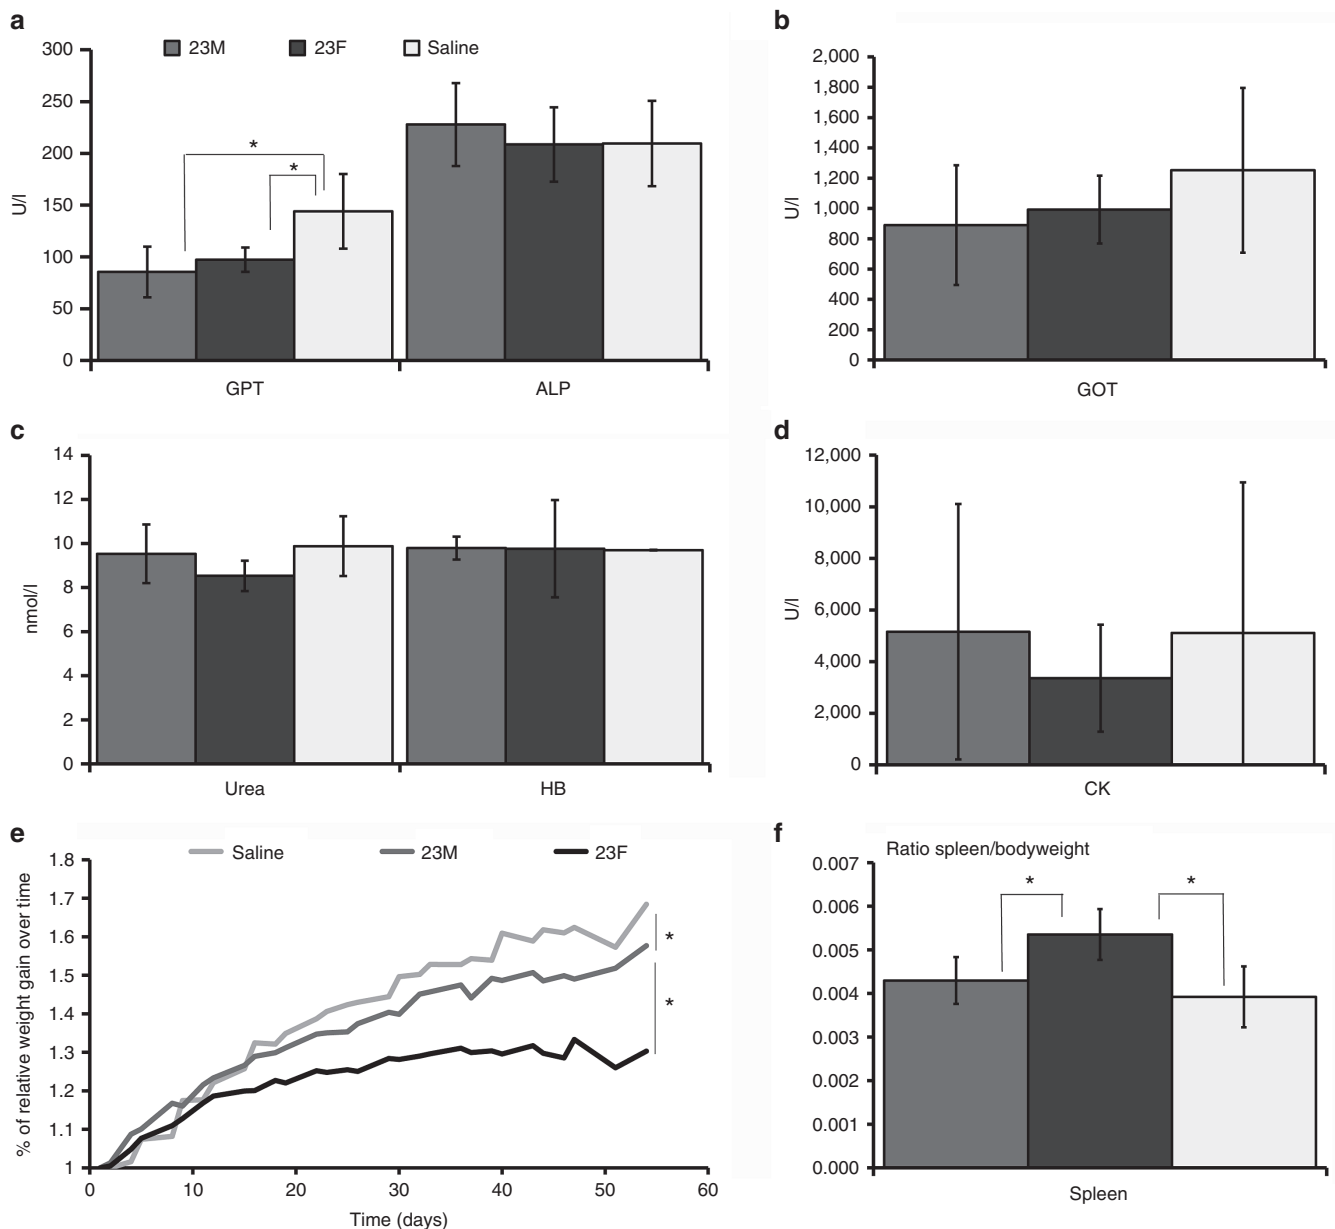 a
300
250
200
150
100
50
0
U/l
23M
23F
Saline
*
*
GPT
ALP
b
2,000
1,800
1,600
1,400
1,200
1,000
800
600
400
200
0
U/l
GOT
c
14
12
10
8
6
4
2
0
nmol/l
Urea
HB
d
12,000
10,000
8,000
6,000
4,000
2,000
0
U/l
CK
e
1.8
1.7
1.6
1.5
1.4
1.3
1.2
1.1
1
% of relative weight gain over time
Saline
23M
23F
*
*
0
10
20
30
40
50
60
Time (days)
f
Ratio spleen/bodyweight
0.007
0.006
0.005
0.004
0.003
0.002
0.001
0.000
*
*
Spleen